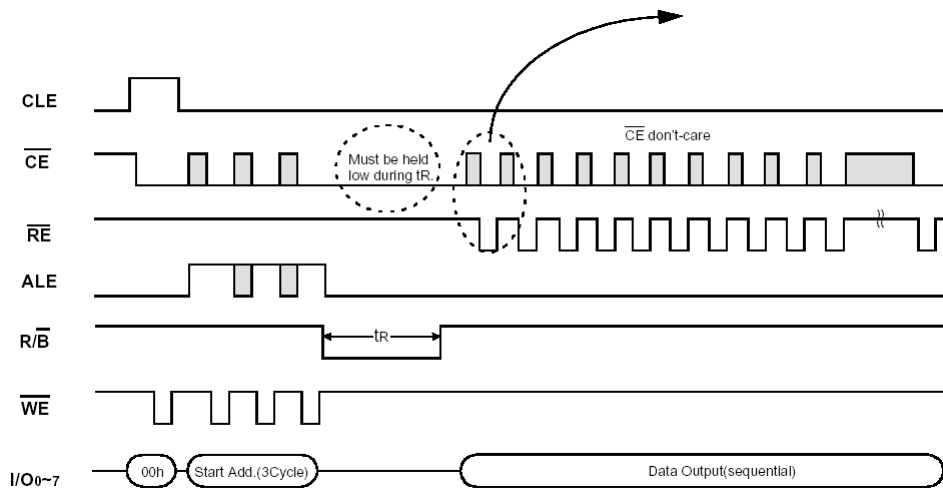 CLE
CE don't-care
CE
Must be held
low during tR.
RE
ALE
R/B
tR
WE
I/O0~7
00h
Start Add.(3Cycle)
Data Output(sequential)